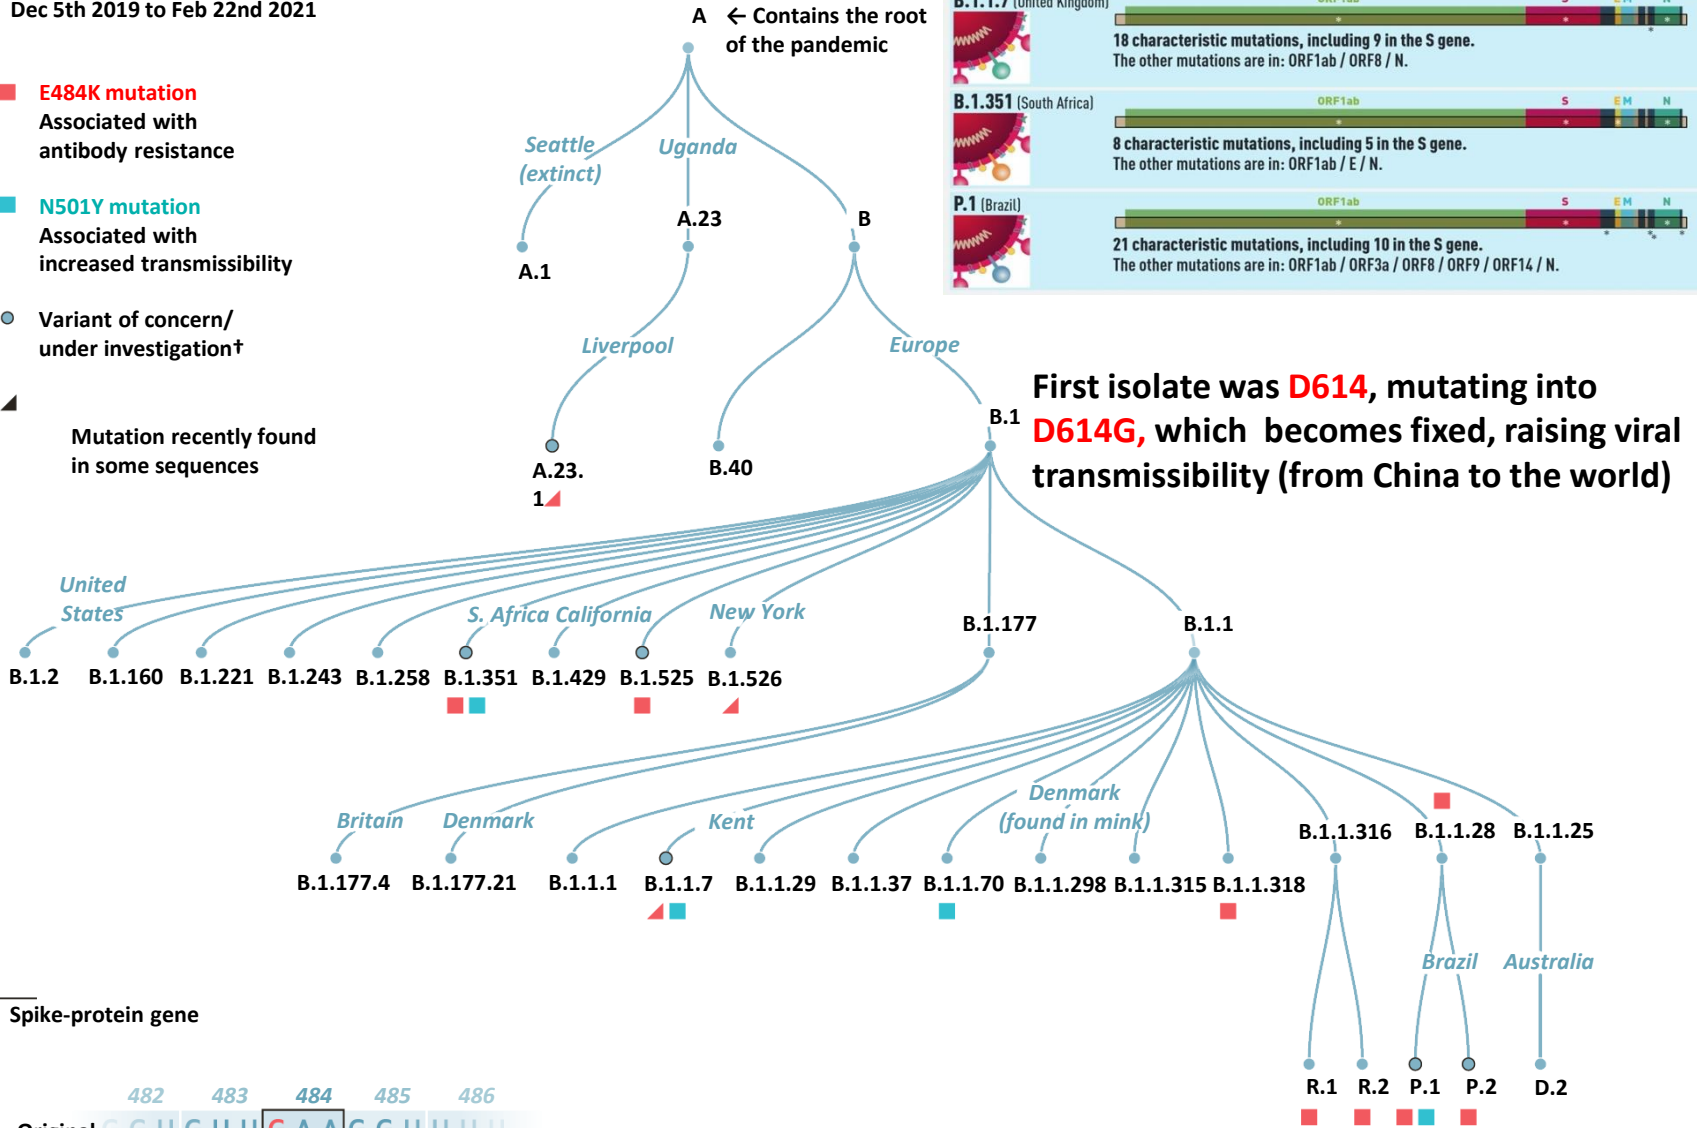 Dec 5th 2019 to Feb 22nd 2021
A ← Contains the root
of the pandemic
E484K mutation
Associated with
antibody resistance
N501Y mutation
Associated with
increased transmissibility
Variant of concern/
under investigation†
Mutation recently found
in some sequences
B.1.1.7 (United Kingdom)
ORF1ab S E M N
18 characteristic mutations, including 9 in the S gene.
The other mutations are in: ORF1ab / ORF8 / N.
B.1.351 (South Africa)
ORF1ab S E M N
8 characteristic mutations, including 5 in the S gene.
The other mutations are in: ORF1ab / E / N.
P.1 (Brazil)
ORF1ab S E M N
21 characteristic mutations, including 10 in the S gene.
The other mutations are in: ORF1ab / ORF3a / ORF8 / ORF9 / ORF14 / N.
Seattle
(extinct)
Uganda
A.23
B
A.1
Liverpool
Europe
First isolate was D614, mutating into
D614G, which becomes fixed, raising viral
transmissibility (from China to the world)
B.1
A.23.
1
B.40
United
States
S. Africa California
New York
B.1.177
B.1.1
B.1.2 B.1.160 B.1.221 B.1.243 B.1.258 B.1.351 B.1.429 B.1.525 B.1.526
Britain
Denmark
Kent
Denmark
(found in mink)
B.1.1.316 B.1.1.28 B.1.1.25
B.1.177.4 B.1.177.21 B.1.1.1 B.1.1.7 B.1.1.29 B.1.1.37 B.1.1.70 B.1.1.298 B.1.1.315 B.1.1.318
Brazil
Australia
Spike-protein gene
R.1 R.2 P.1 P.2 D.2
482 483 484 485 486
Original G U G U U G A A G G U U U U